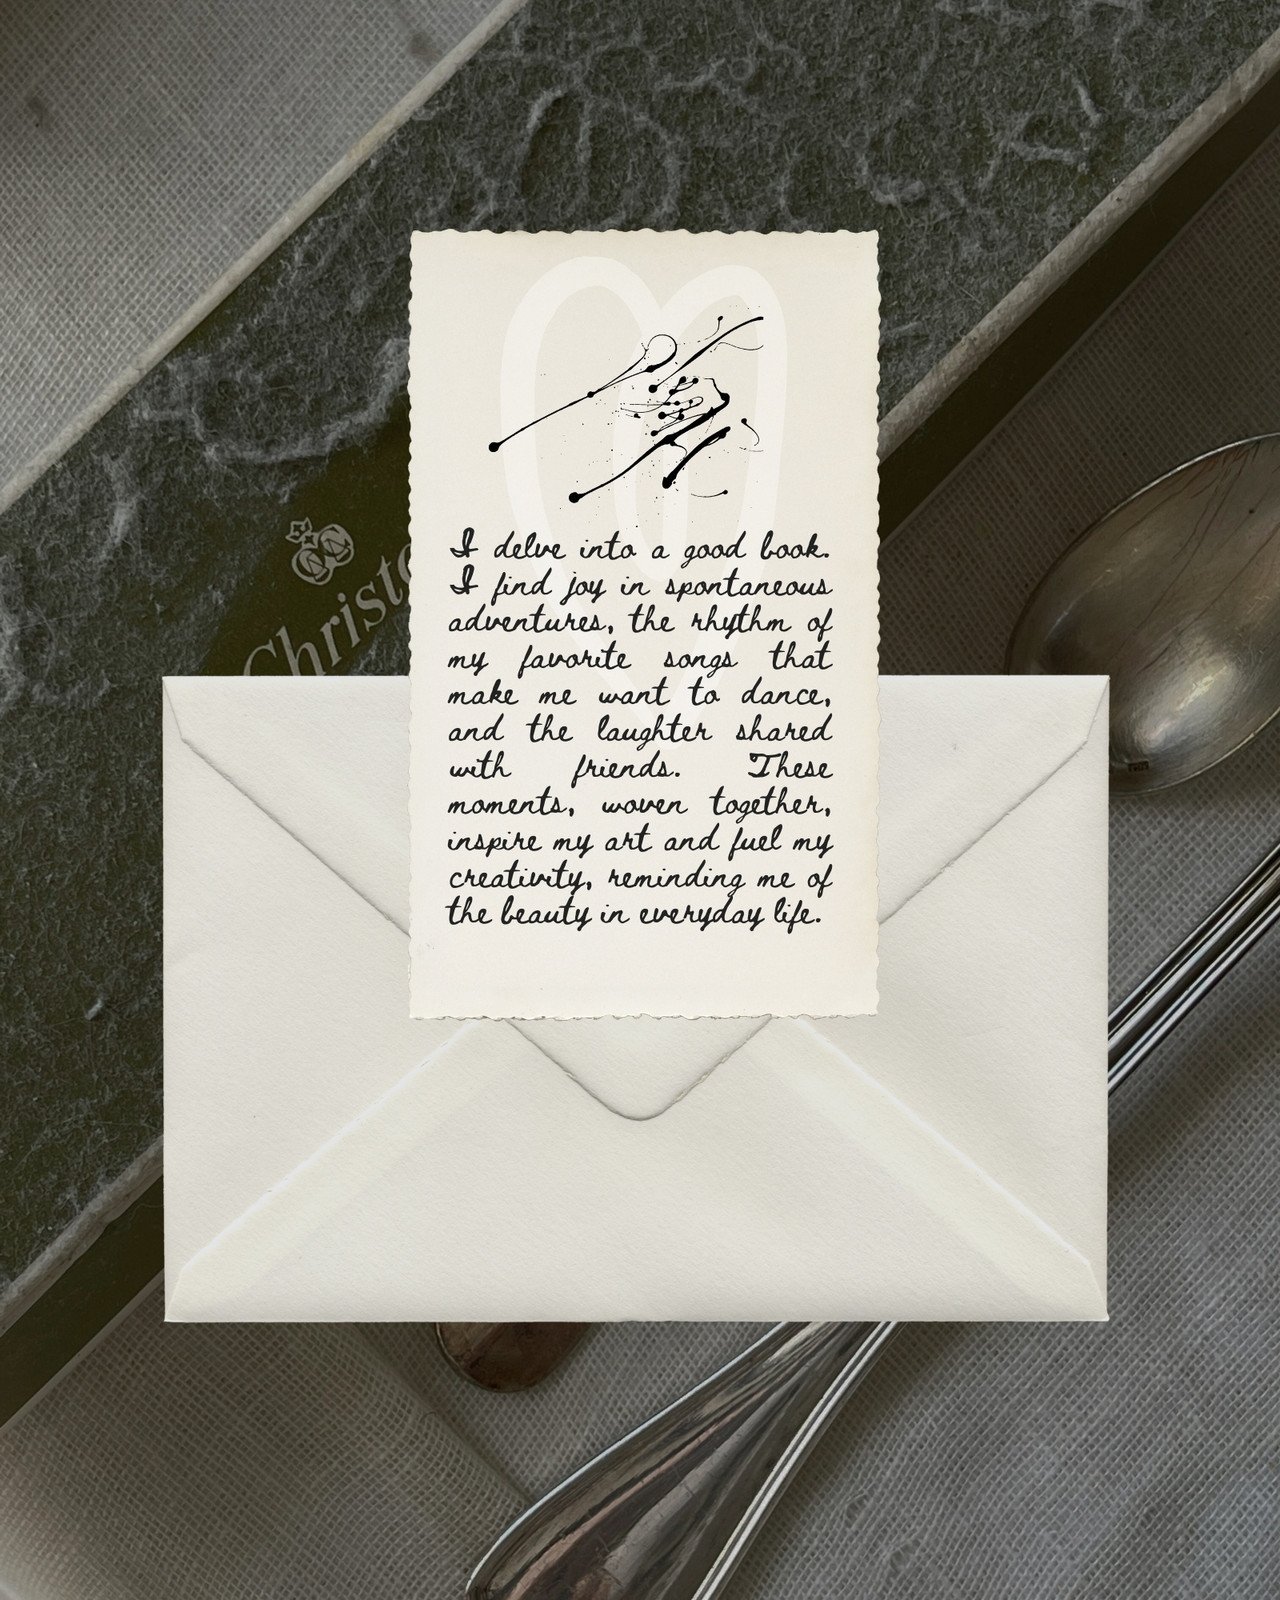 I delve into a good book.
I find joy in spontaneous
adventures, the rhythm of
my favorite songs that
make me want to dance,
and the laughter shared
with friends. These
moments, woven together,
inspire my art and fuel my
creativity, reminding me of
the beauty in everyday life.